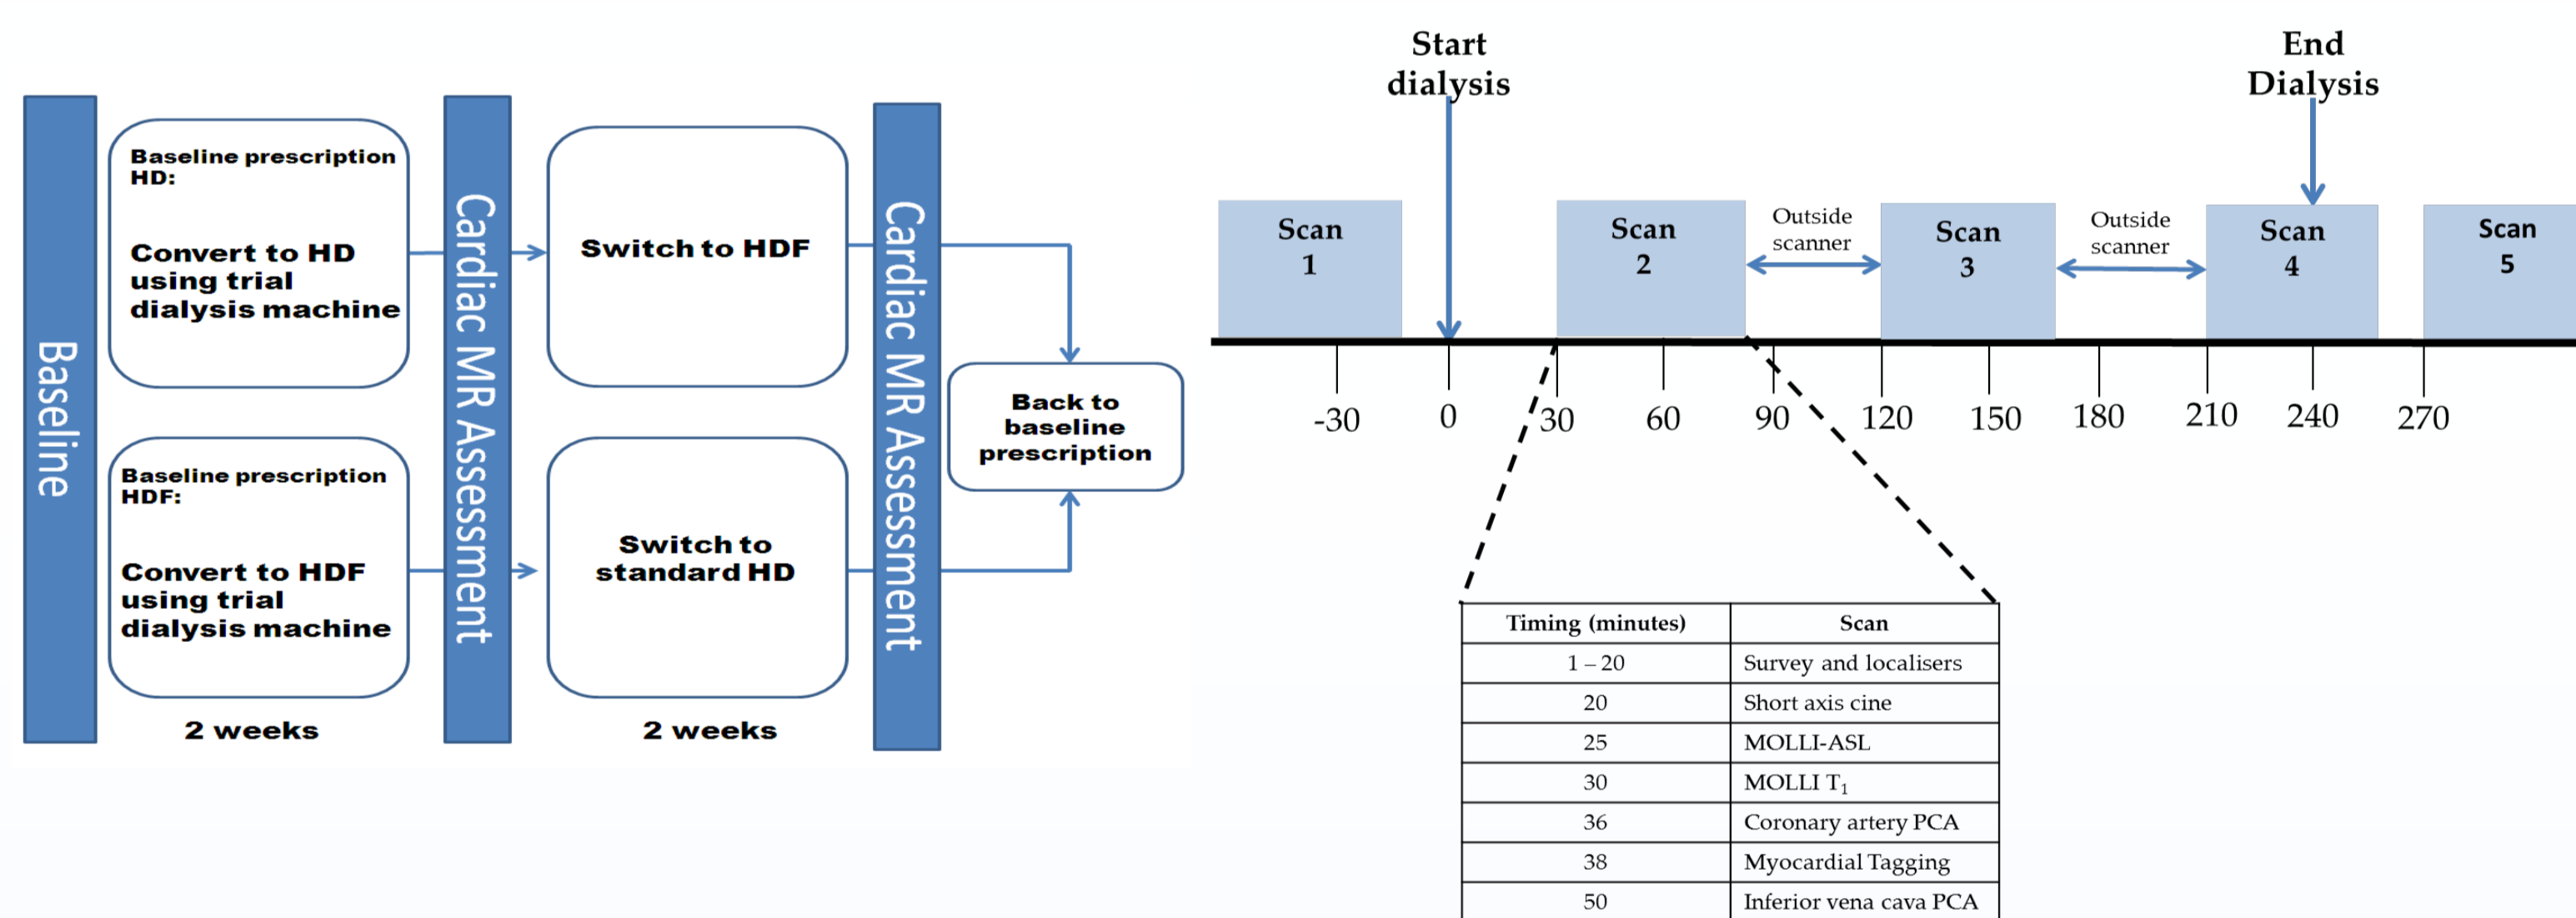 Baseline
Baseline prescription
HD:
Convert to HD
using trial
dialysis machine
Baseline prescription
HDF:
Convert to HDF
using trial
dialysis machine
2 weeks
Cardiac MR Assessment
Switch to HDF
Switch to
standard HD
2 weeks
Cardiac MR Assessment
Back to
baseline
prescription
Start
dialysis
End
Dialysis
Scan
1
Scan
2
Outside
scanner
Scan
3
Outside
scanner
Scan
4
Scan
5
-30 0 30 60 90 120 150 180 210 240 270
Timing (minutes) Scan
1 – 20 Survey and localisers
20 Short axis cine
25 MOLLI-ASL
30 MOLLI T₁
36 Coronary artery PCA
38 Myocardial Tagging
50 Inferior vena cava PCA